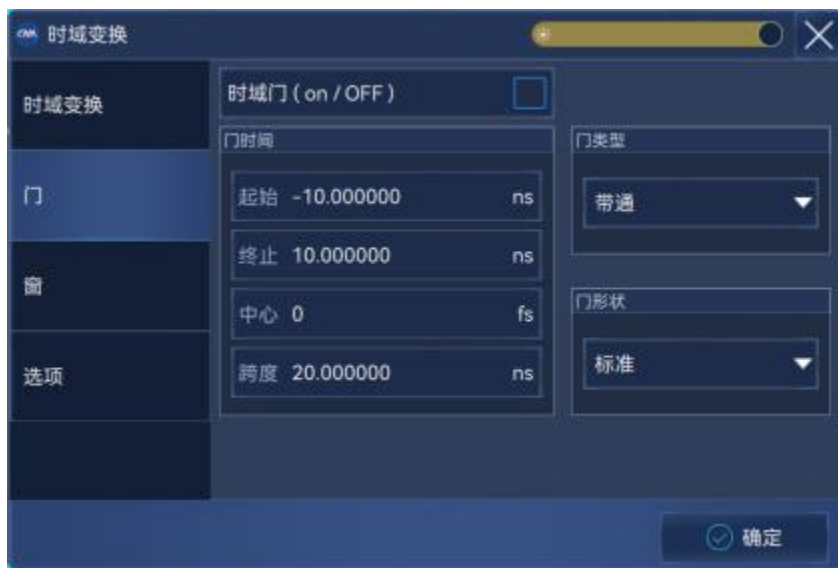 时域变换
时域变换
门
窗
选项
时域门 ( on / OFF )
门时间
起始 -10.000000 ns
终止 10.000000 ns
中心 0 fs
跨度 20.000000 ns
门类型
带通
门形状
标准
确定